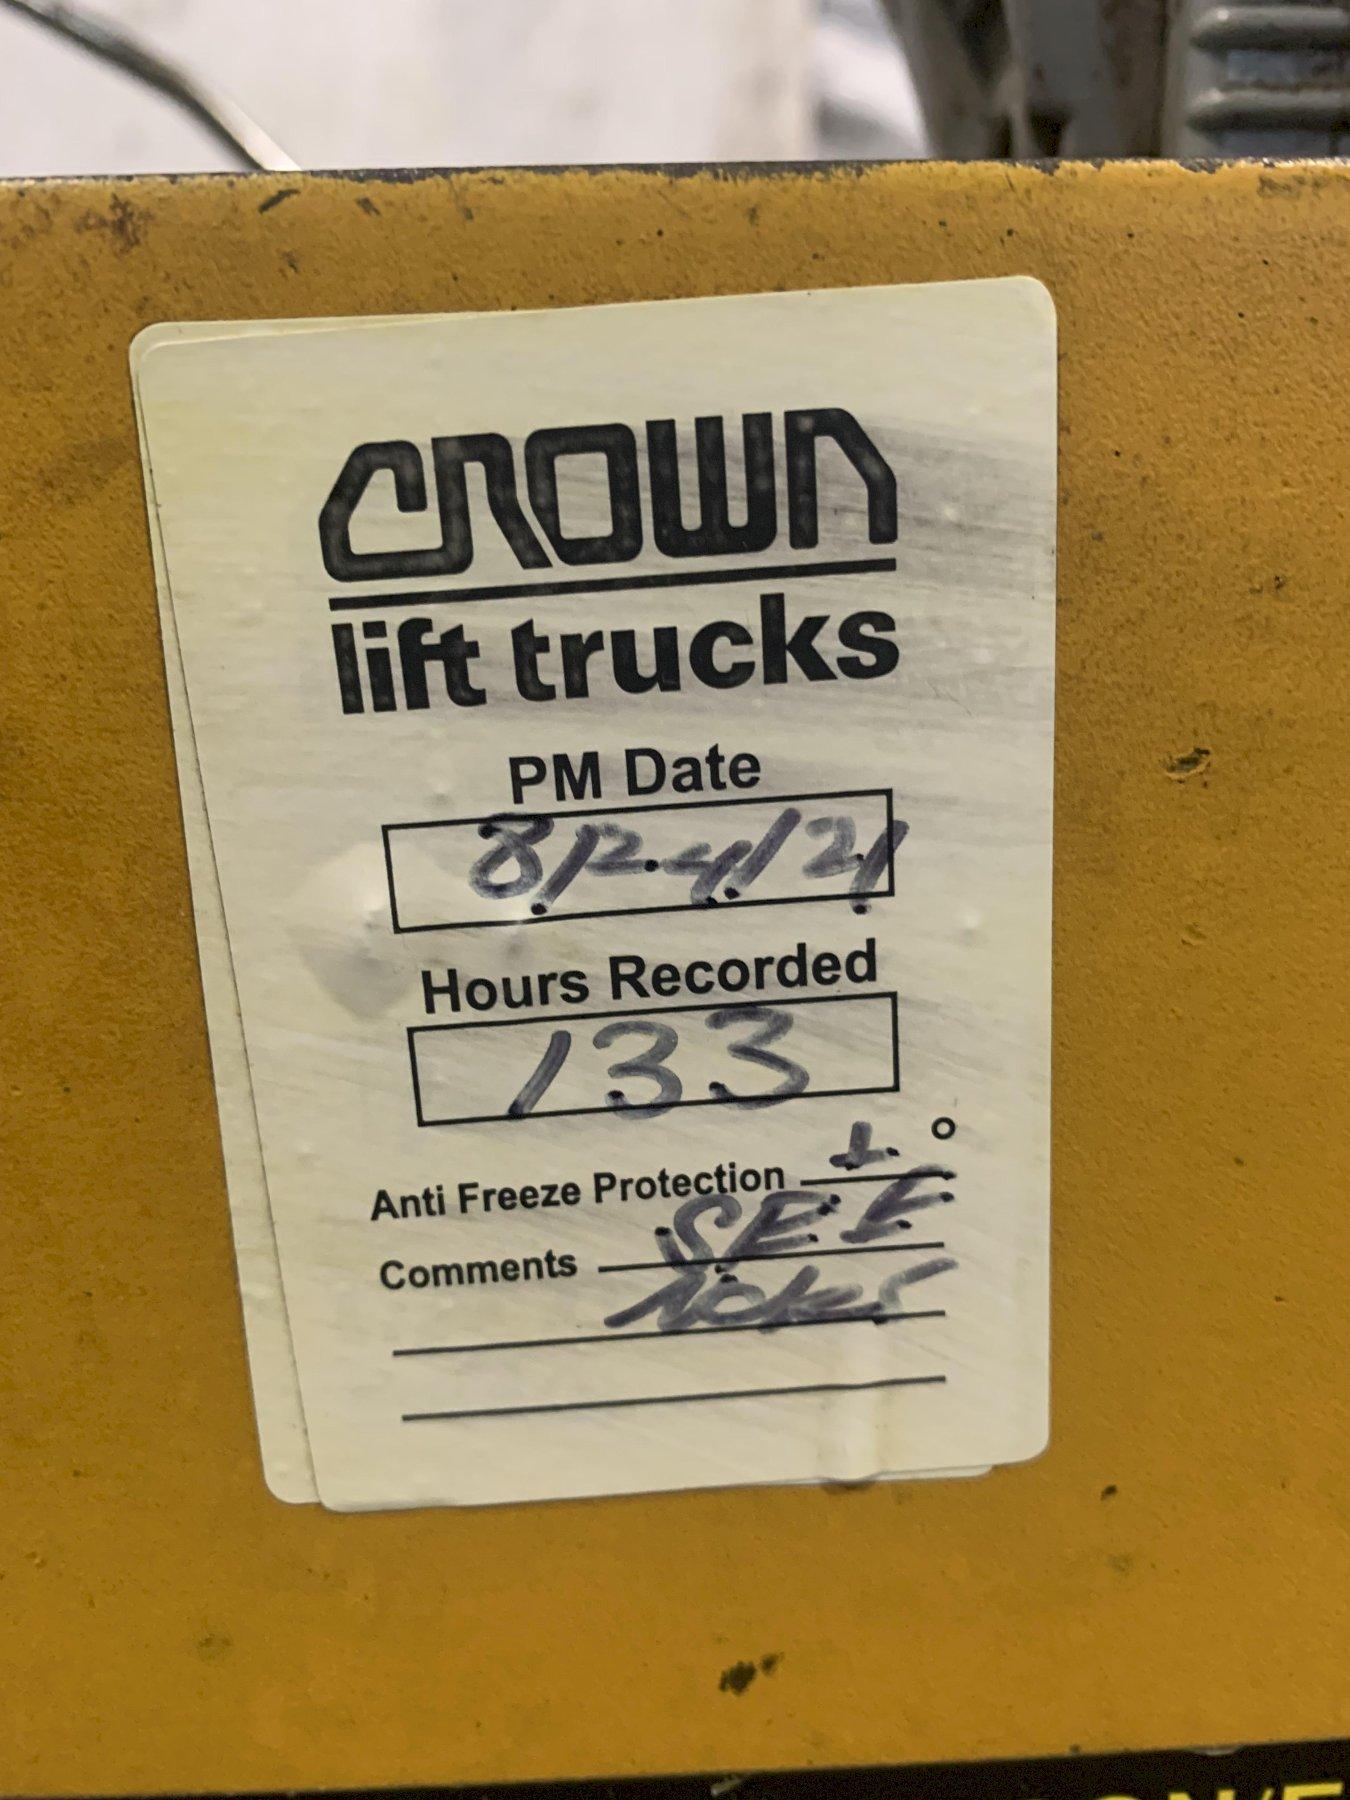 CROWN
lift trucks
PM Date
8/24/21
Hours Recorded
133
Anti Freeze Protection °
Comments SEE
Notes